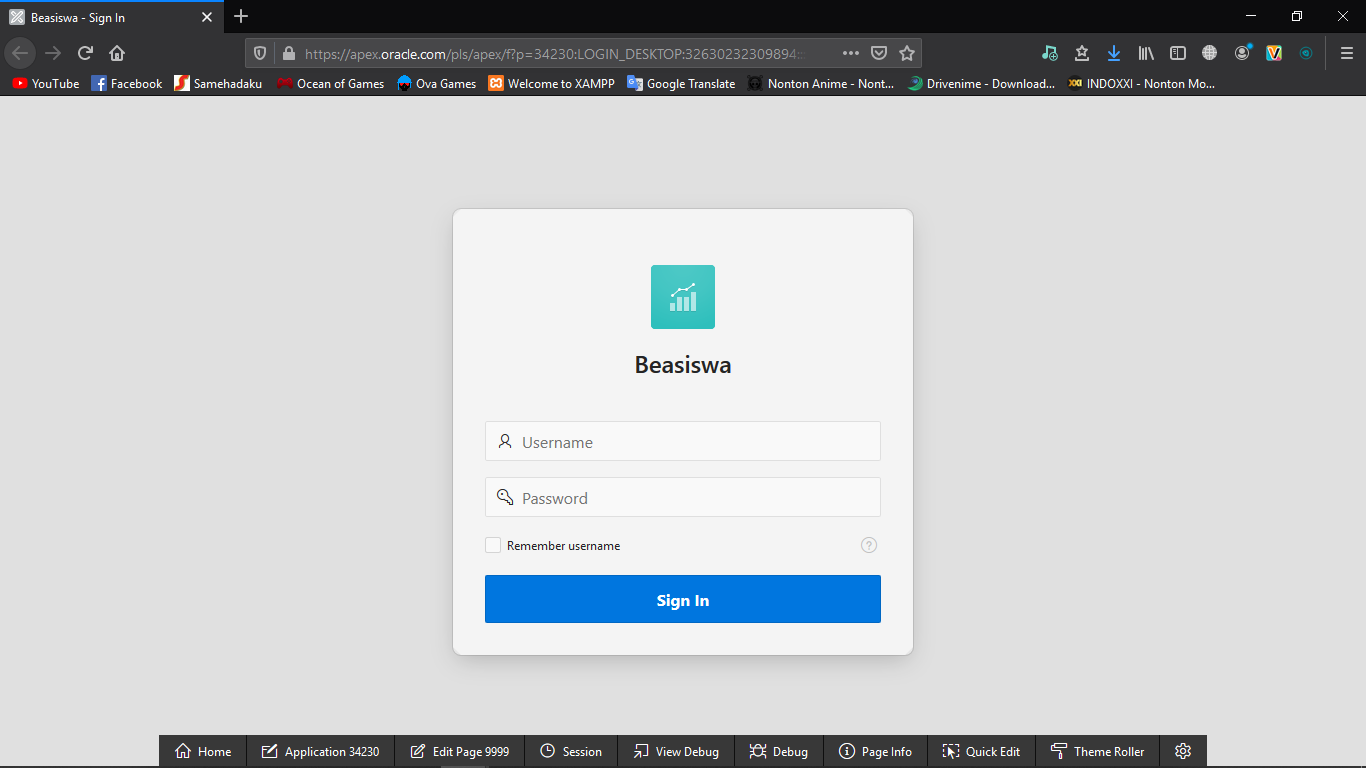 Beasiswa - Sign In
https://apex.oracle.com/pls/apex/f?p=34230:LOGIN_DESKTOP:32630232309894
YouTube Facebook Samehadaku Ocean of Games Ova Games Welcome to XAMPP Google Translate Nonton Anime - Nont... Drivenime - Download... INDOXXI - Nonton Mo...
Beasiswa
Username
Password
Remember username ?
Sign In
Home Application 34230 Edit Page 9999 Session View Debug Debug Page Info Quick Edit Theme Roller